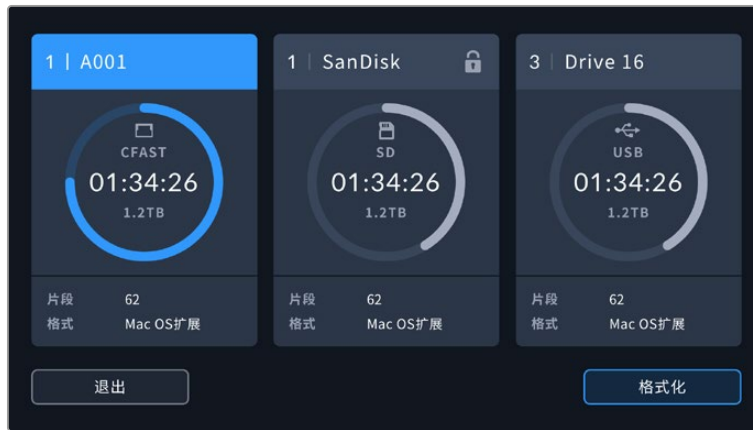 1 | A001
CFAST
01:34:26
1.2TB
片段 62
格式 Mac OS扩展
1 | SanDisk
SD
01:34:26
1.2TB
片段 62
格式 Mac OS扩展
3 | Drive 16
USB
01:34:26
1.2TB
片段 62
格式 Mac OS扩展
退出
格式化